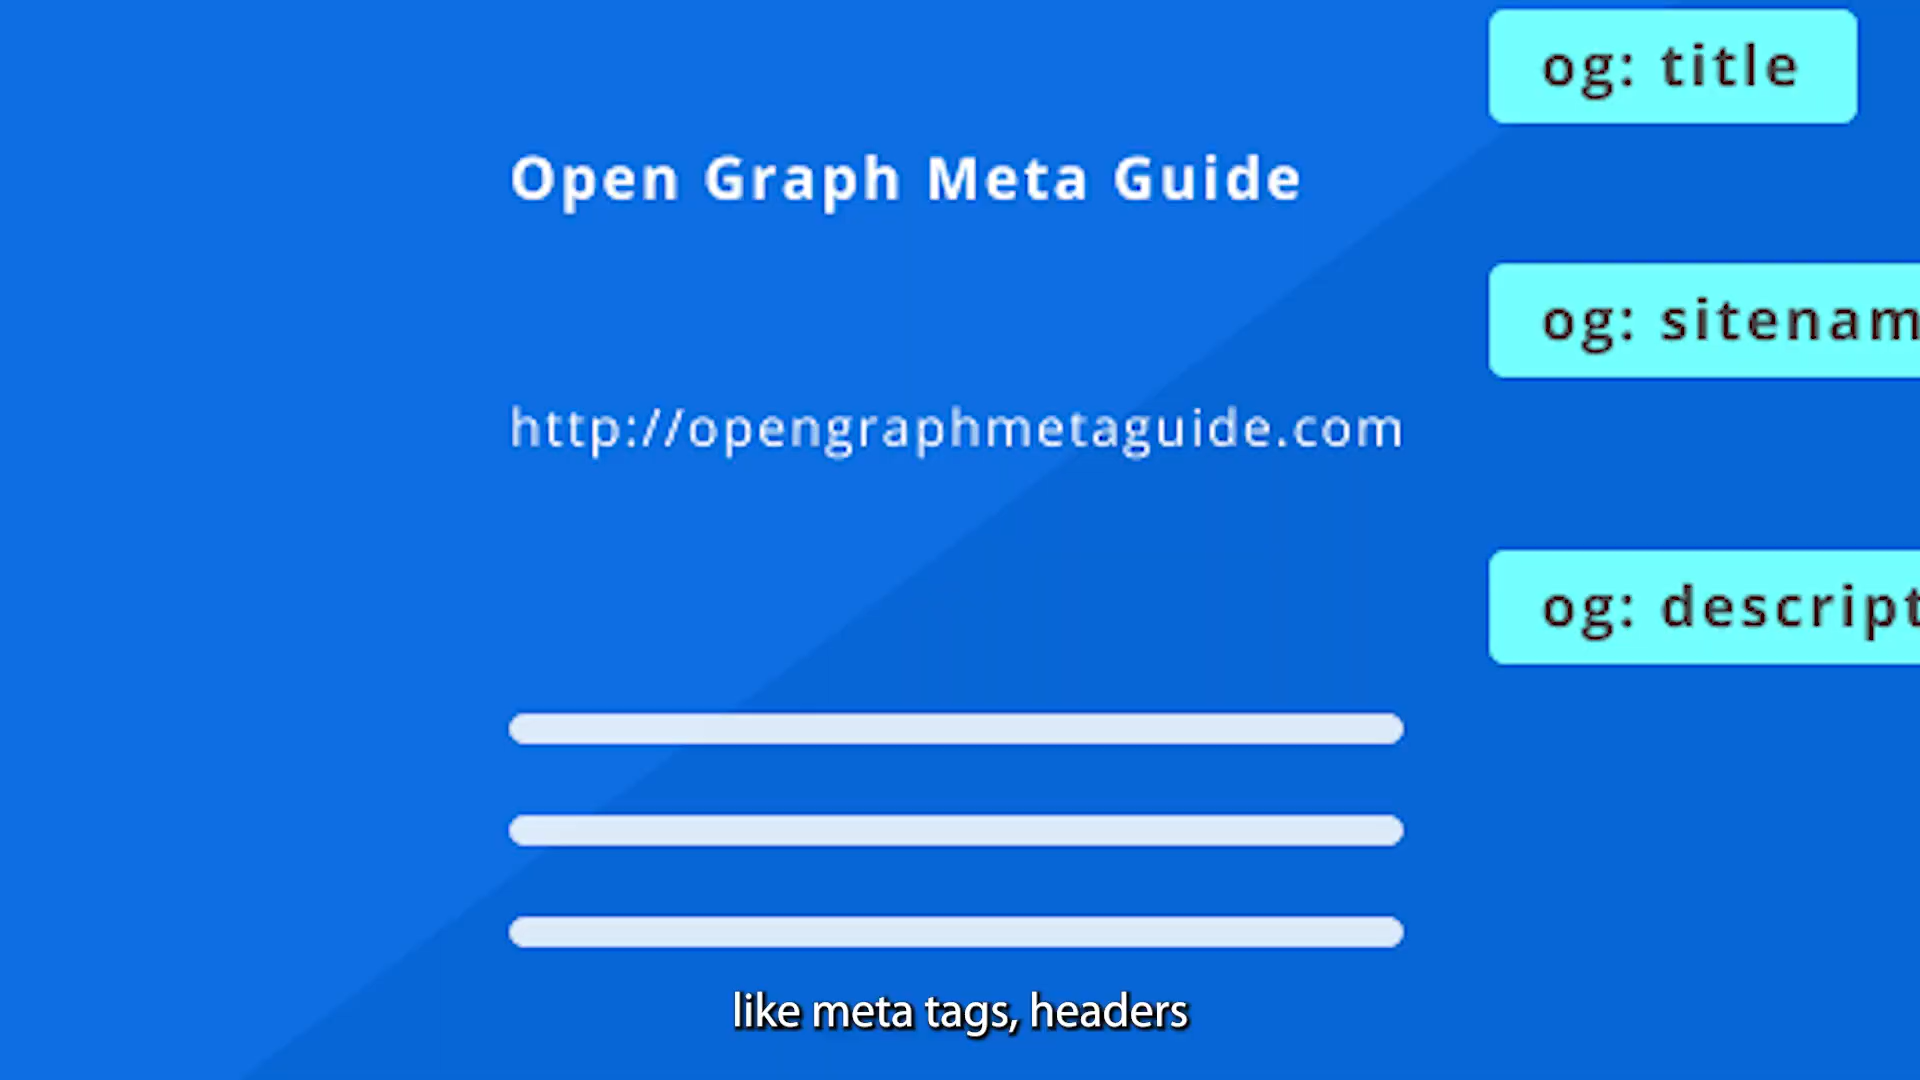 og: title
Open Graph Meta Guide
og: sitenam
http://opengraphmetaguide.com
og: descript
like meta tags, headers